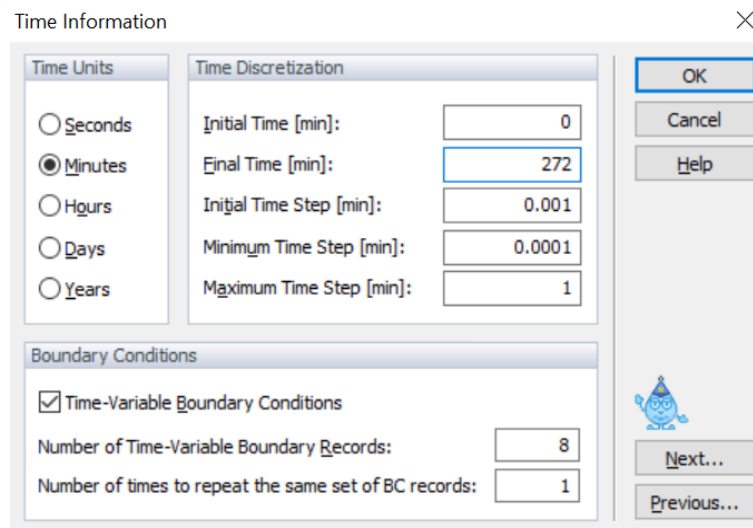 Time Information
Time Units
Seconds
Minutes
Hours
Days
Years
Time Discretization
Initial Time [min]: 0
Final Time [min]: 272
Initial Time Step [min]: 0.001
Minimum Time Step [min]: 0.0001
Maximum Time Step [min]: 1
Boundary Conditions
Time-Variable Boundary Conditions
Number of Time-Variable Boundary Records: 8
Number of times to repeat the same set of BC records: 1
OK
Cancel
Help
Next...
Previous...